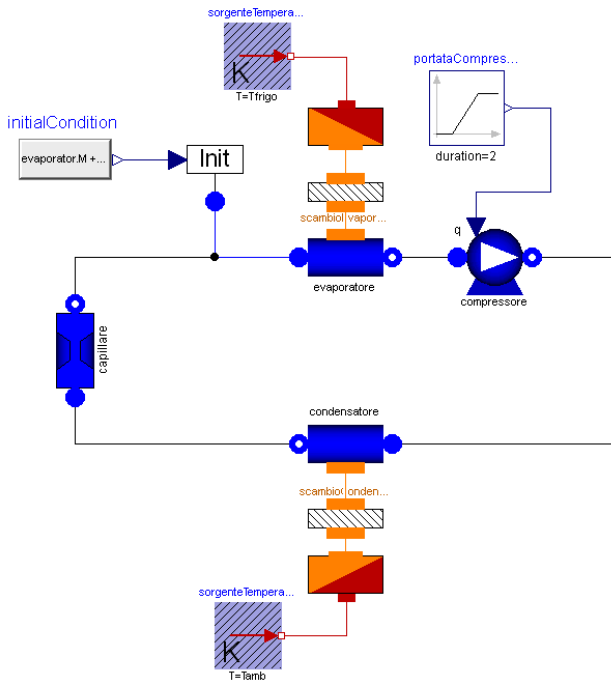 sorgenteTempera...
K
T=Tfrigo
portataCompres...
duration=2
initialCondition
evaporator.M +...
Init
scambioEvapor...
q
evaporatore
compressore
capillare
condensatore
scambioConden...
sorgenteTempera...
K
T=Tamb